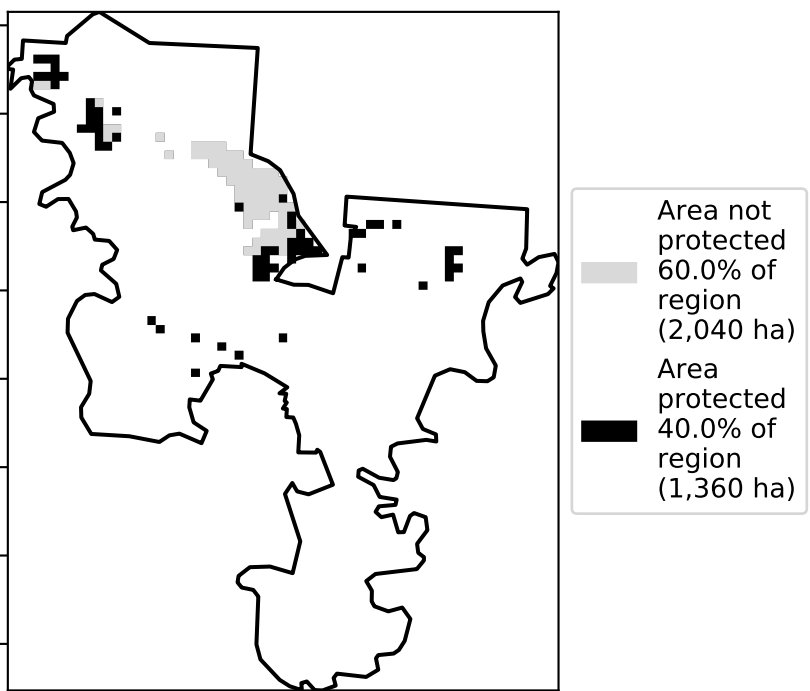 Area not
protected
60.0% of
region
(2,040 ha)
Area
protected
40.0% of
region
(1,360 ha)